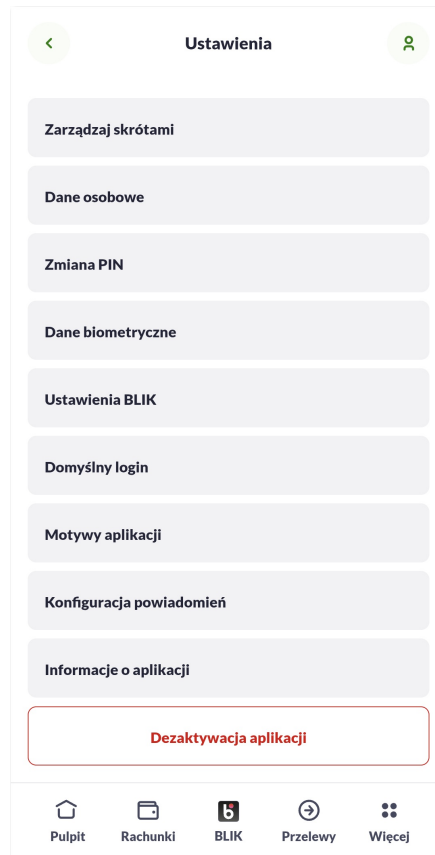 Ustawienia
Zarządzaj skrótami
Dane osobowe
Zmiana PIN
Dane biometryczne
Ustawienia BLIK
Domyślny login
Motywy aplikacji
Konfiguracja powiadomień
Informacje o aplikacji
Dezaktywacja aplikacji
Pulpit Rachunki BLIK Przelewy Więcej